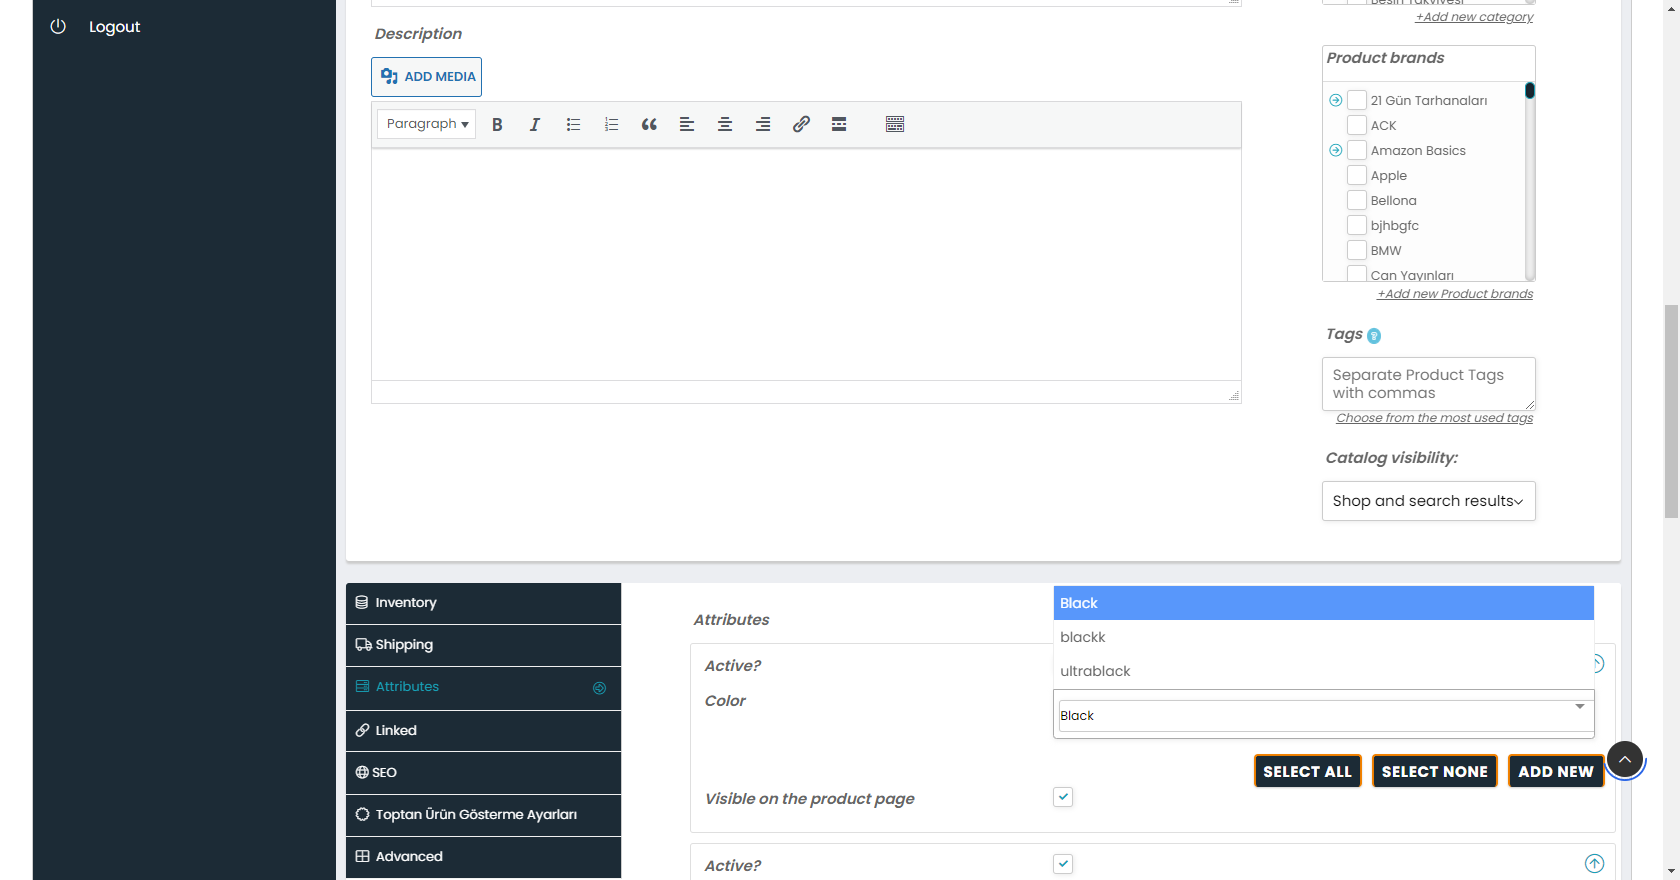 Logout
Description
ADD MEDIA
Paragraph
B
I
Besin Takviyesi
+Add new category
Product brands
21 Gün Tarhanaları
ACK
Amazon Basics
Apple
Bellona
bjhbgfc
BMW
Can Yayınları
+Add new Product brands
Tags ?
Separate Product Tags
with commas
Choose from the most used tags
Catalog visibility:
Shop and search results
Inventory
Shipping
Attributes
Linked
SEO
Toptan Ürün Gösterme Ayarları
Advanced
Attributes
Active?
Color
Black
blackk
ultrablack
Black
SELECT ALL
SELECT NONE
ADD NEW
Visible on the product page
Active?